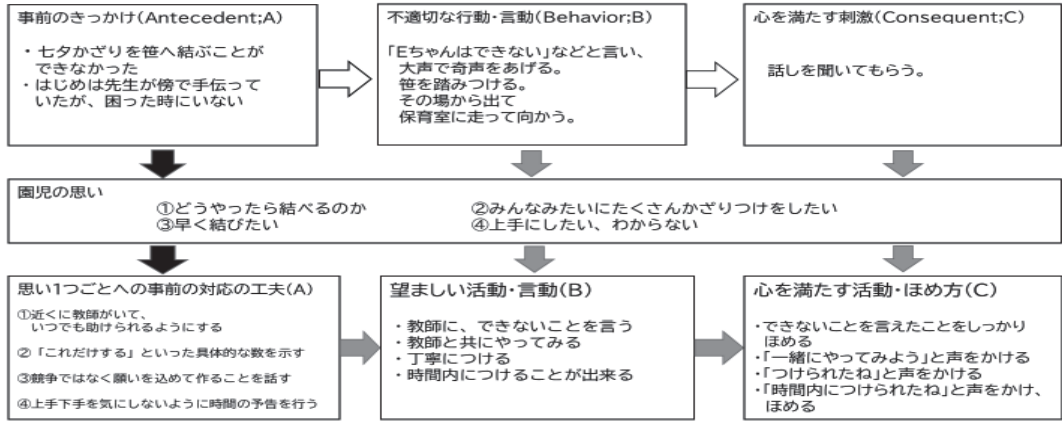 事前のきっかけ(Antecedent;A)
・七夕かざりを笹へ結ぶことが
できなかった
・はじめは先生が傍で手伝って
いたが、困った時にいない
不適切な行動・言動(Behavior;B)
「Eちゃんはできない」などと言い、
大声で奇声をあげる。
笹を踏みつける。
その場から出て
保育室に走って向かう。
心を満たす刺激(Consequent;C)
話しを聞いてもらう。
園児の思い
①どうやったら結べるのか
②みんなみたいにたくさんかざりつけをしたい
③早く結びたい
④上手にしたい、わからない
思い1つごとへの事前の対応の工夫(A)
①近くに教師がいて、
いつでも助けられるようにする
②「これだけする」といった具体的な数を示す
③競争ではなく願いを込めて作ることを話す
④上手下手を気にしないように時間の予告を行う
望ましい活動・言動(B)
・教師に、できないことを言う
・教師と共にやってみる
・丁寧につける
・時間内につけることが出来る
心を満たす活動・ほめ方(C)
・できないことを言えたことをしっかり
ほめる
・「一緒にやってみよう」と声をかける
・「つけられたね」と声をかける
・「時間内につけられたね」と声をかけ、
ほめる